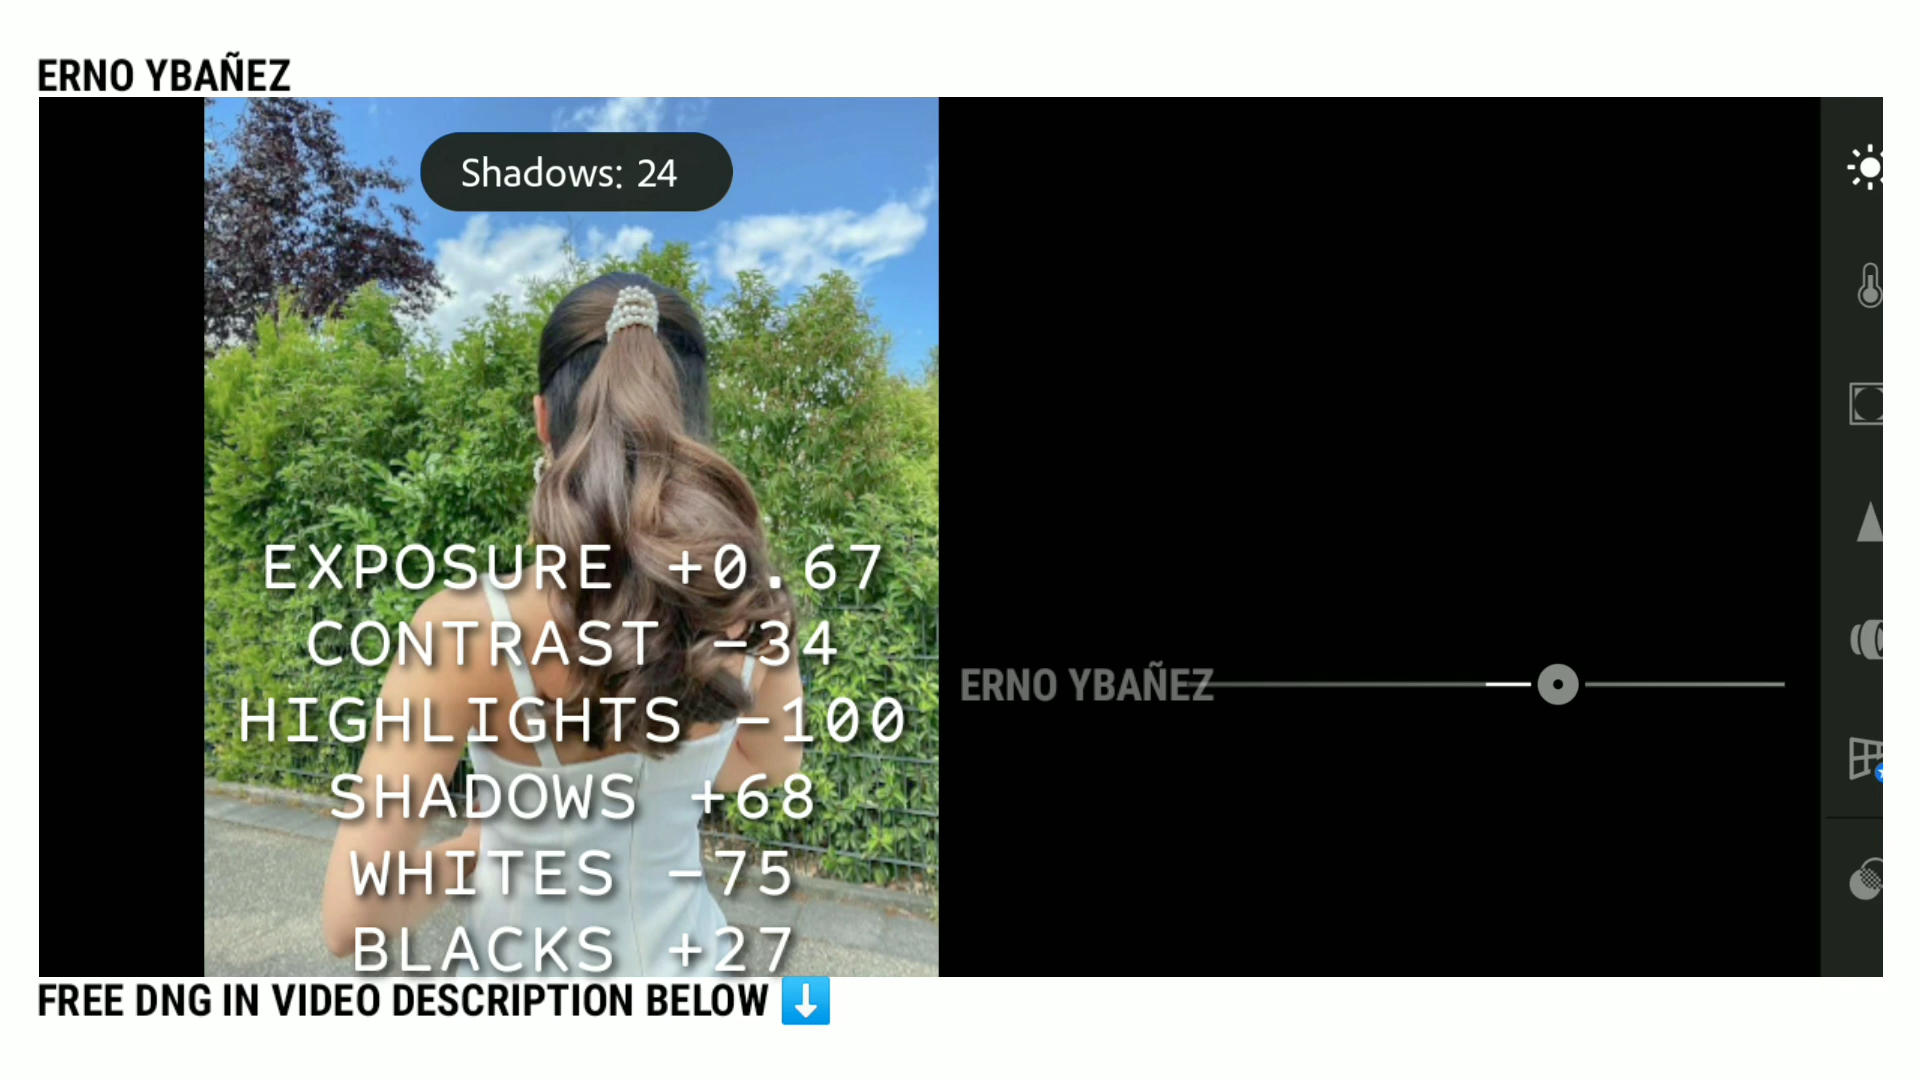 ERNO YBAÑEZ
Shadows: 24
EXPOSURE +0.67
CONTRAST -34
HIGHLIGHTS -100
SHADOWS +68
WHITES -75
BLACKS +27
ERNO YBAÑEZ
FREE DNG IN VIDEO DESCRIPTION BELOW ⬇️